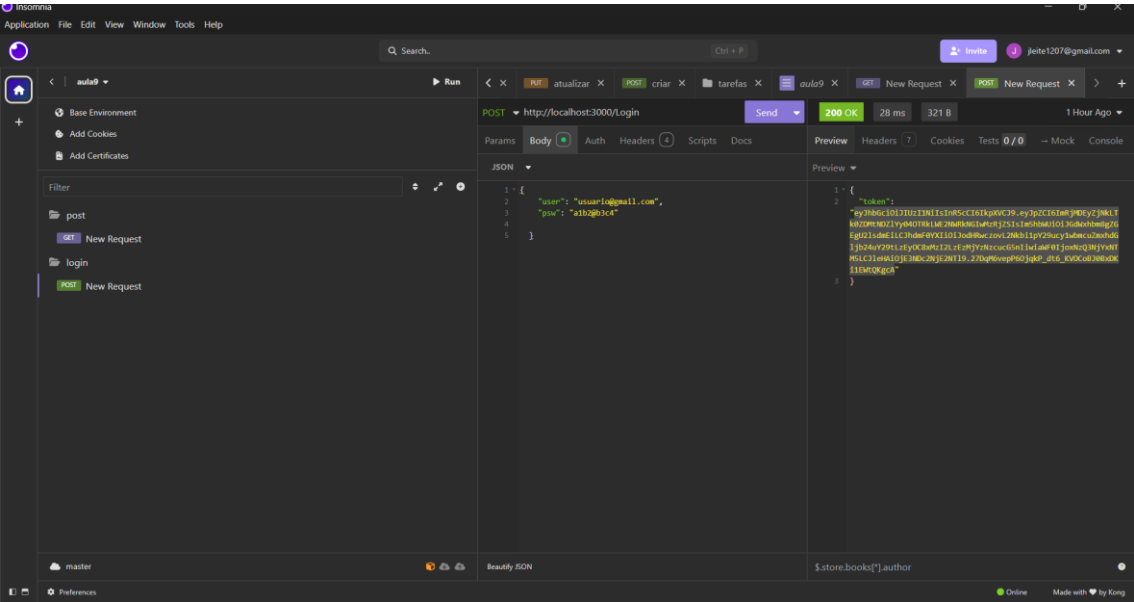 Insomnia
Application File Edit View Window Tools Help
Search.. Ctrl + P Invite J jleite1207@gmail.com
aula9 Run
PUT atualizar POST criar tarefas aula9 GET New Request POST New Request
Base Environment
Add Cookies
Add Certificates
Filter
post
GET New Request
login
POST New Request
POST http://localhost:3000/Login Send
Params Body Auth Headers 4 Scripts Docs
JSON
1 {
2 "user": "usuario@gmail.com",
3 "psw": "a1b2@b3c4"
4
5 }
200 OK 28 ms 321 B 1 Hour Ago
Preview Headers 7 Cookies Tests 0 / 0 → Mock Console
Preview
1 {
2 "token":
3 }
master
Beautify JSON
$.store.books[*].author
Preferences
Online Made with by Kong